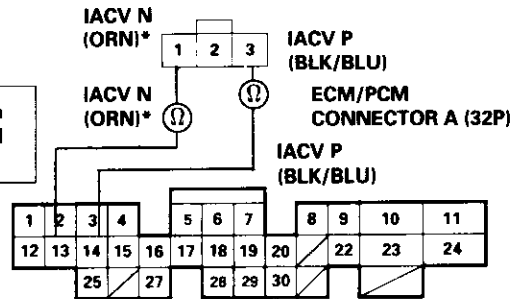 IACV N
(ORN)*
1 2 3
IACV P
(BLK/BLU)
IACV N
(ORN)*
Ω
Ω
ECM/PCM
CONNECTOR A (32P)
IACV P
(BLK/BLU)
1 2 3 4 5 6 7 8 9 10 11
12 13 14 15 16 17 18 19 20 22 23 24
25 27 28 29 30